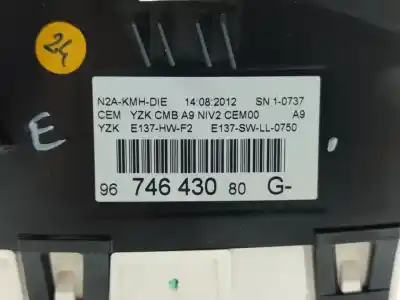 24
N2A-KMH-DIE 14:08:2012 SN 1-0737
CEM YZK CMB A9 NIV2 CEM00 A9
YZK E137-HW-F2 E137-SW-LL-0750
E
96 746 430 80 G-